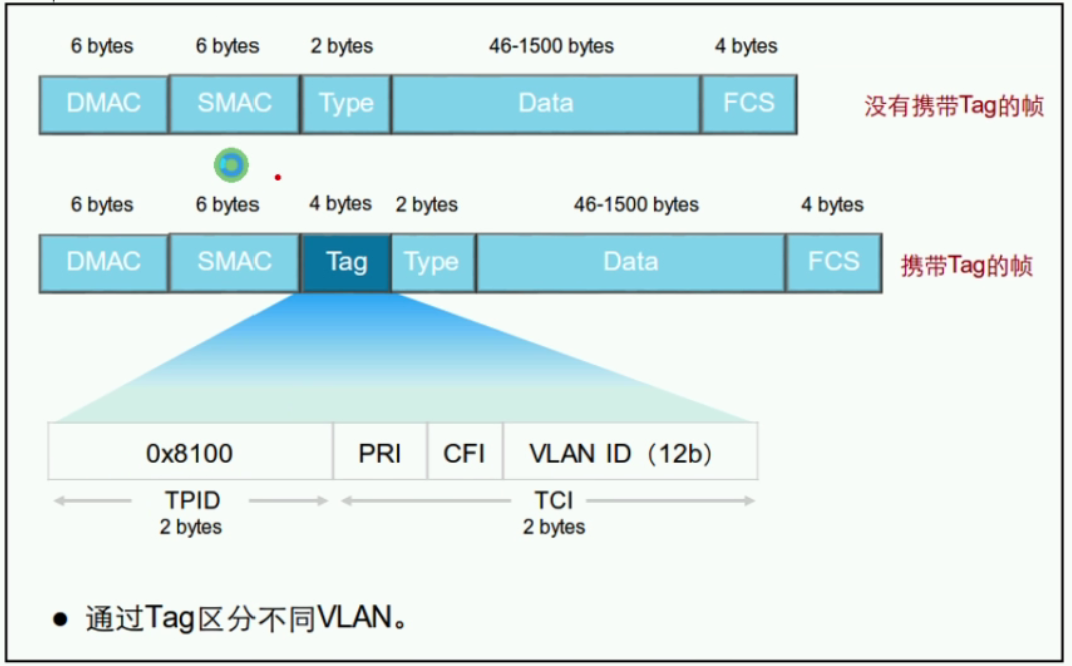 6 bytes 6 bytes 2 bytes 46-1500 bytes 4 bytes
DMAC SMAC Type Data FCS 没有携带Tag的帧
6 bytes 6 bytes 4 bytes 2 bytes 46-1500 bytes 4 bytes
DMAC SMAC Tag Type Data FCS 携带Tag的帧
0x8100 PRI CFI VLAN ID（12b）
TPID TCI
2 bytes 2 bytes
● 通过Tag区分不同VLAN。